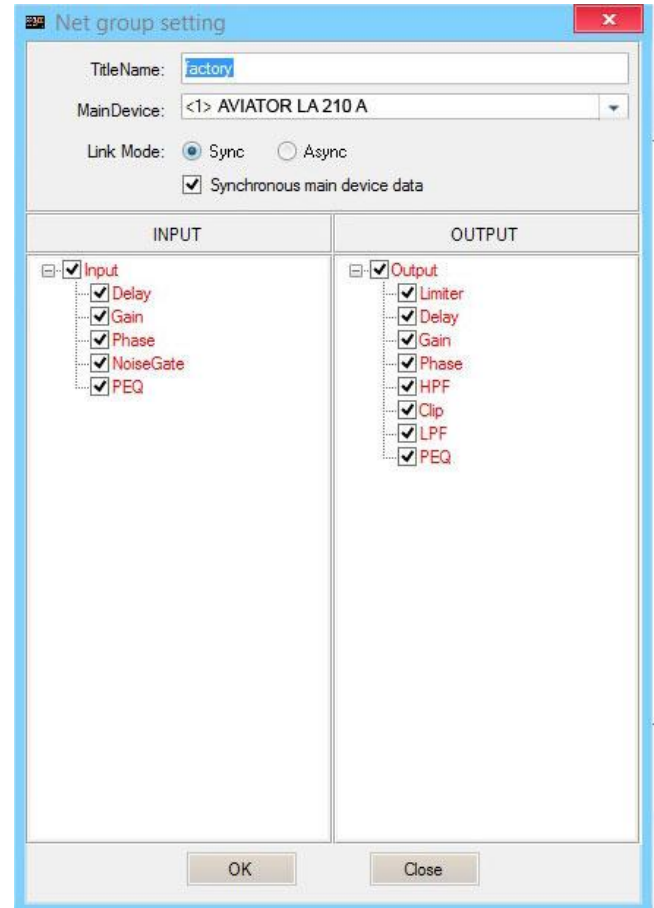 Net group setting
TitleName: factory
MainDevice: <1> AVIATOR LA 210 A
Link Mode: Sync Async
Synchronous main device data
INPUT
Input
Delay
Gain
Phase
NoiseGate
PEQ
OUTPUT
Output
Limiter
Delay
Gain
Phase
HPF
Clip
LPF
PEQ
OK Close